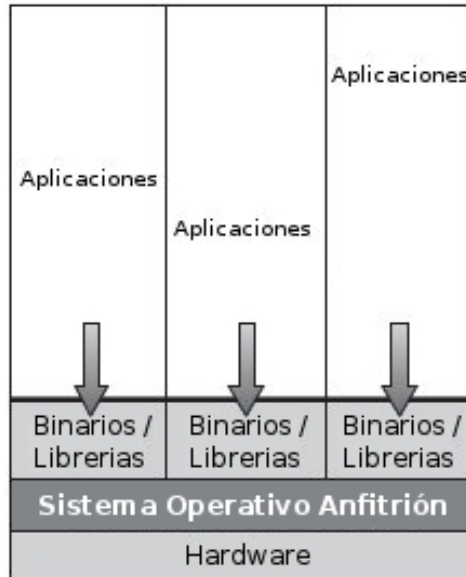 Aplicaciones
Aplicaciones
Aplicaciones
Binarios /
Librerias
Binarios /
Librerias
Binarios /
Librerias
Sistema Operativo Anfitrión
Hardware